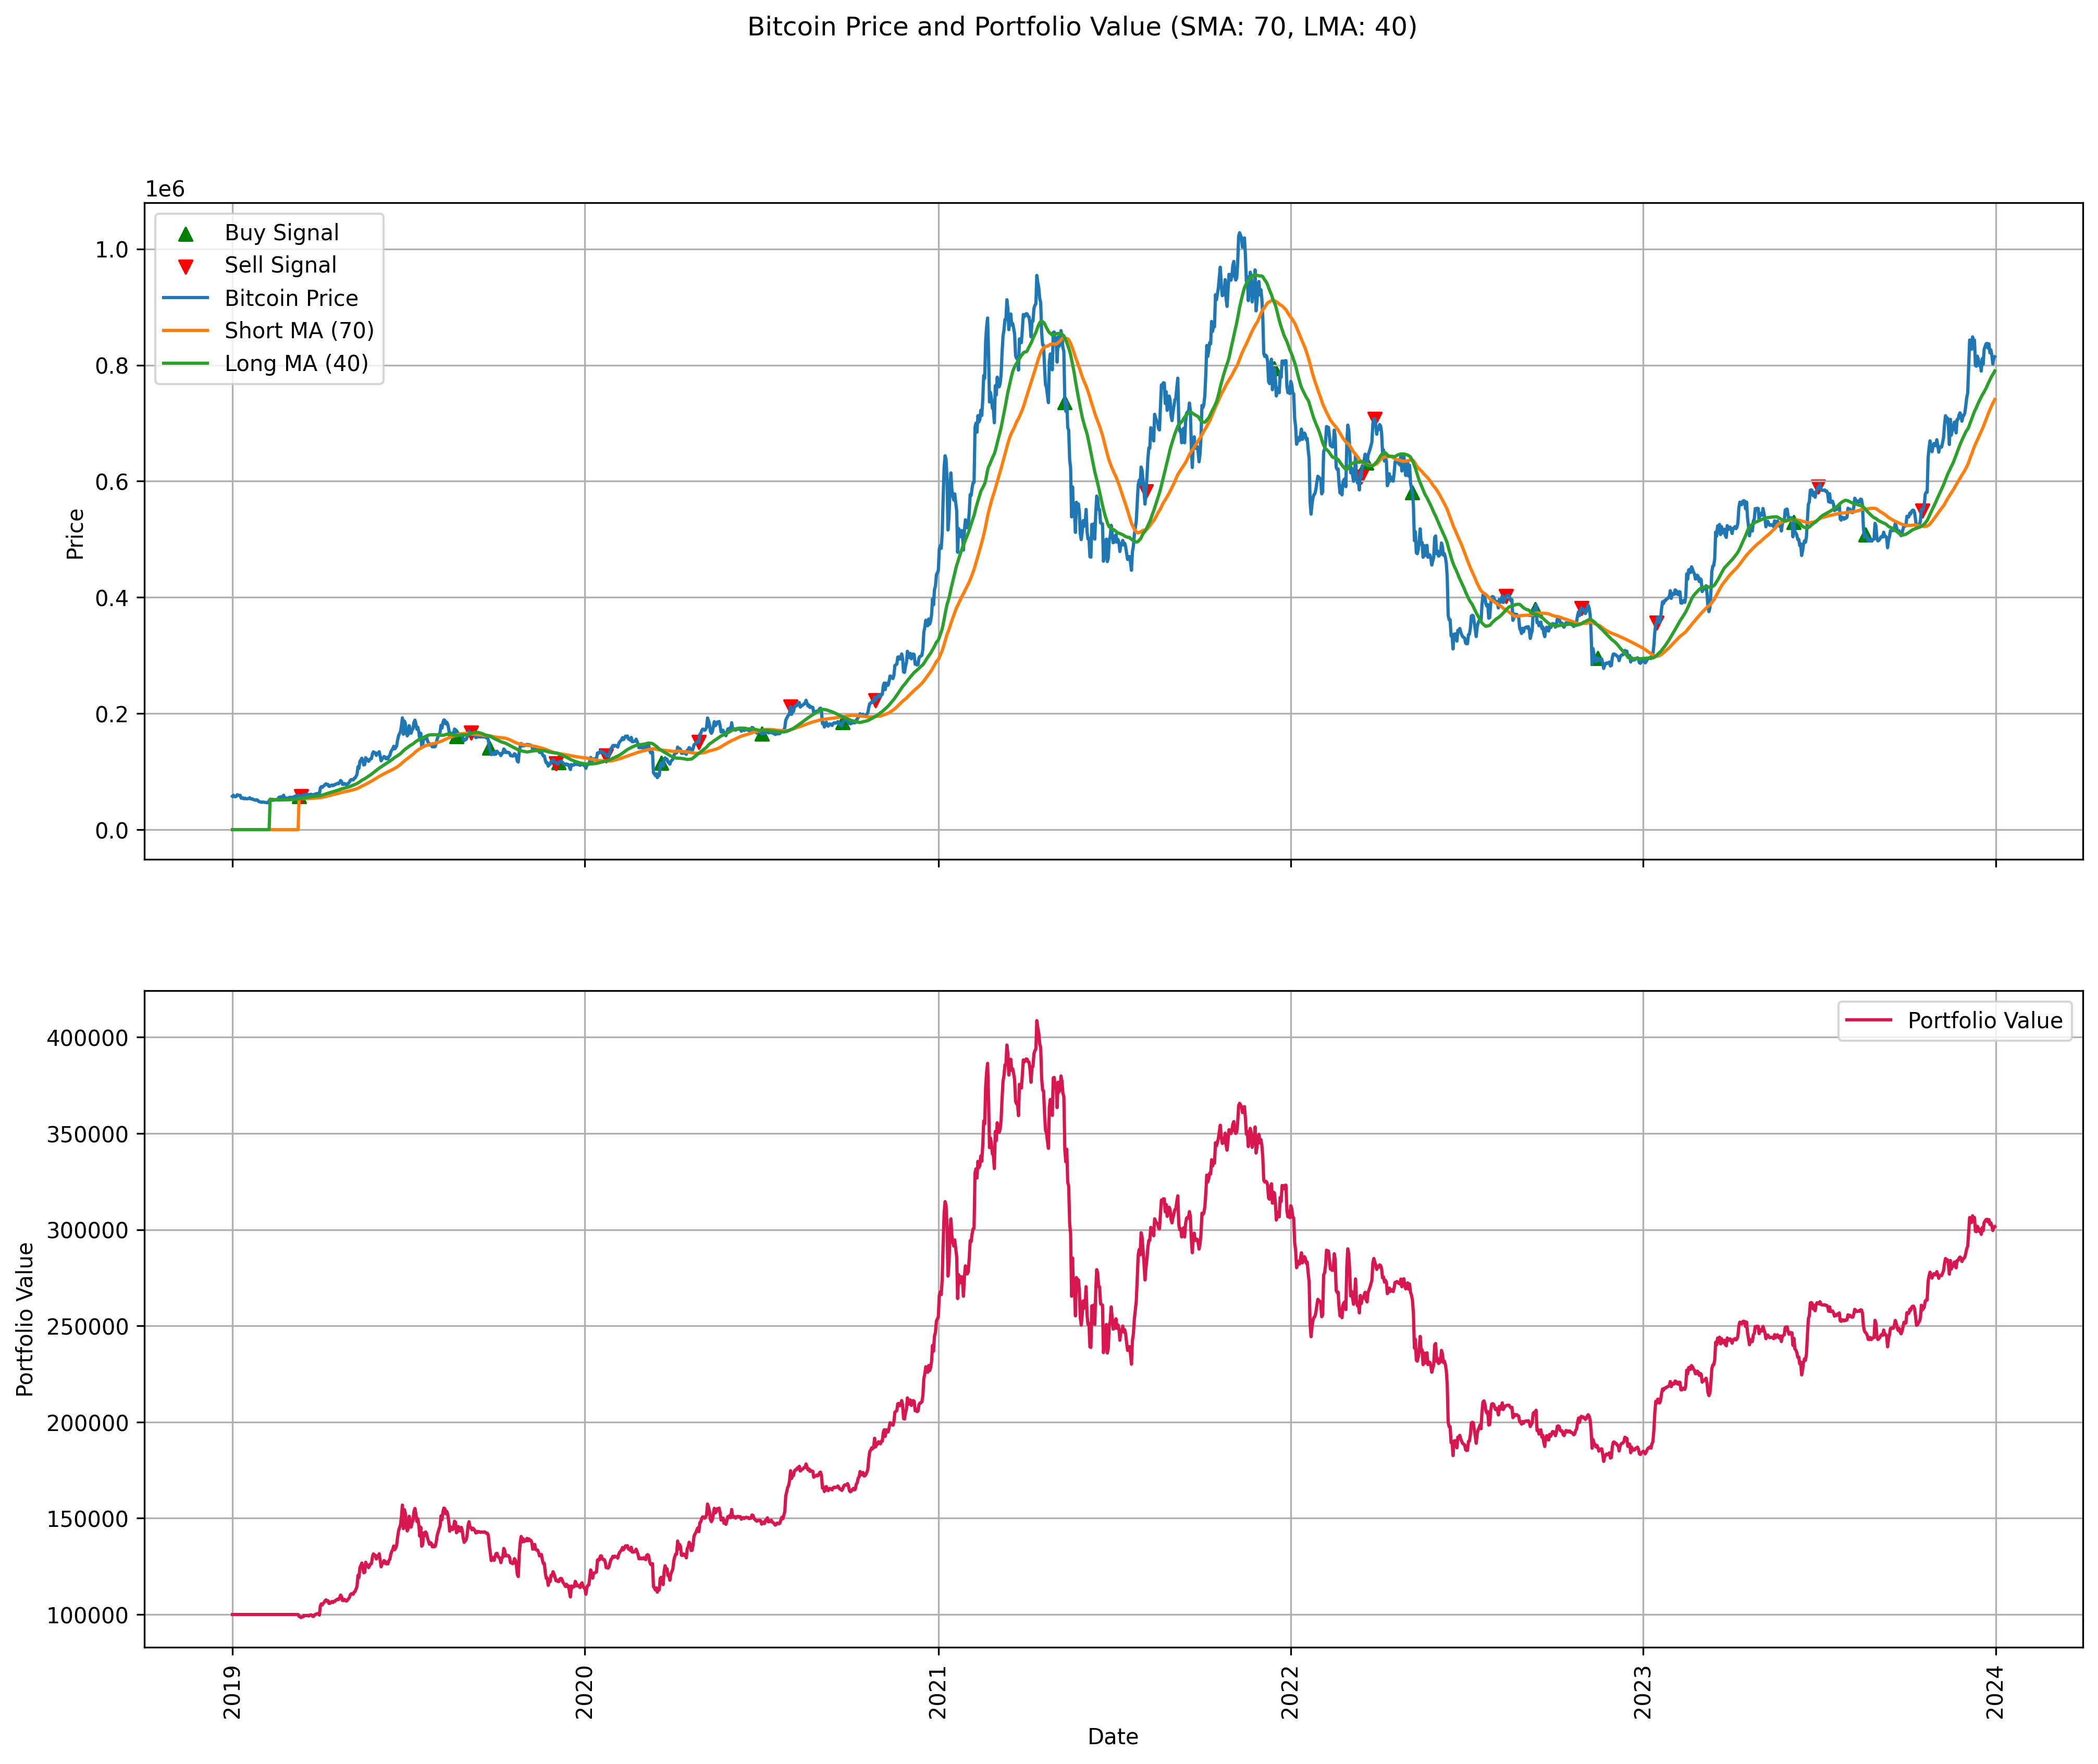 Bitcoin Price and Portfolio Value (SMA: 70, LMA: 40)
1e6
Buy Signal
Sell Signal
Bitcoin Price
Short MA (70)
Long MA (40)
1.0
0.8
0.6
0.4
0.2
0.0
Price
Portfolio Value
400000
350000
300000
250000
200000
150000
100000
Portfolio Value
2019
2020
2021
2022
2023
2024
Date